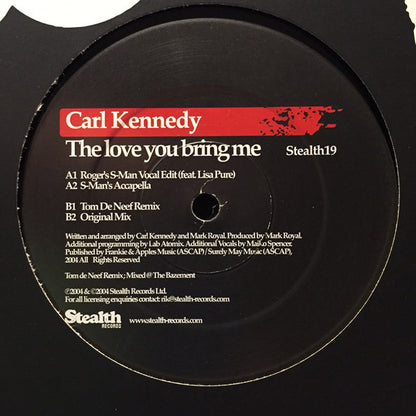 Carl Kennedy
The love you bring me Stealth19
A1 Roger's S-Man Vocal Edit (feat. Lisa Pure)
A2 S-Man's Accapella
B1 Tom De Neef Remix
B2 Original Mix
Written and arranged by Carl Kennedy and Mark Royal. Produced by Mark Royal.
Additional programming by Lab Atomix. Additional Vocals by MaiKo Spencer.
Published by Frankie & Apples Music (ASCAP) / Surely May Music (ASCAP),
2004 All Rights Reserved
Tom de Neef Remix; Mixed @ The Bazement
℗2004 & ©2004 Stealth Records Ltd.
For all licensing enquiries contact: rik@stealth-records.com
Stealth www.stealth-records.com
RECORDS